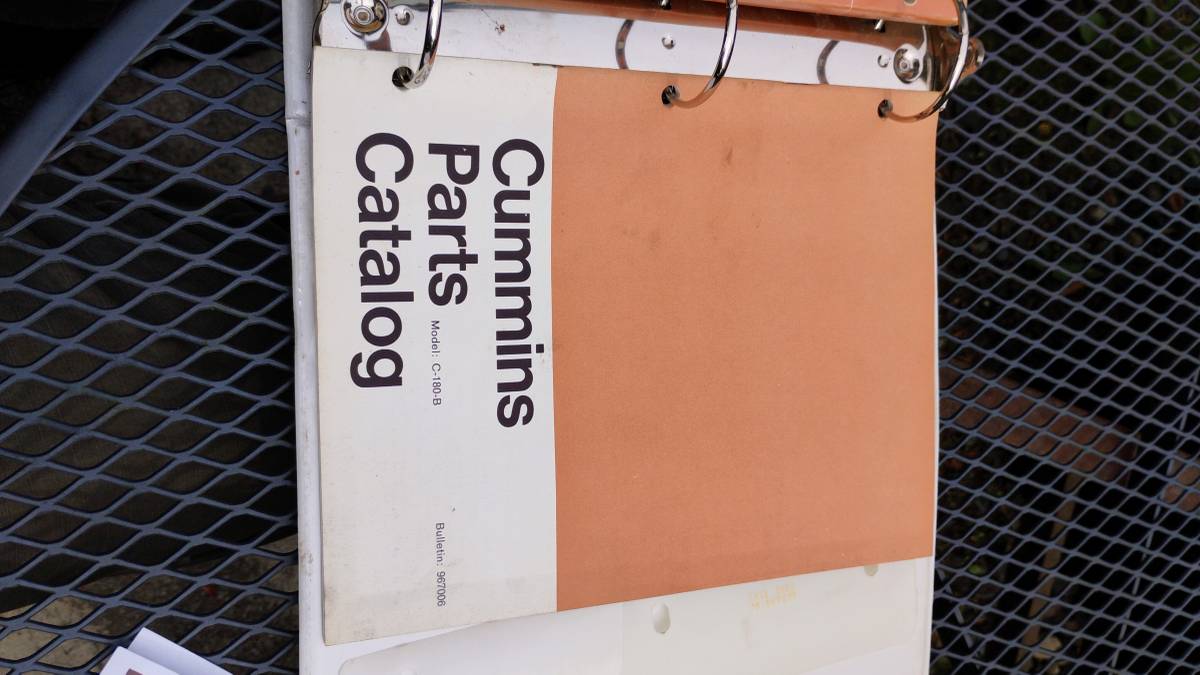 Cummins
Parts Model: C-180-B Bulletin: 967006
Catalog